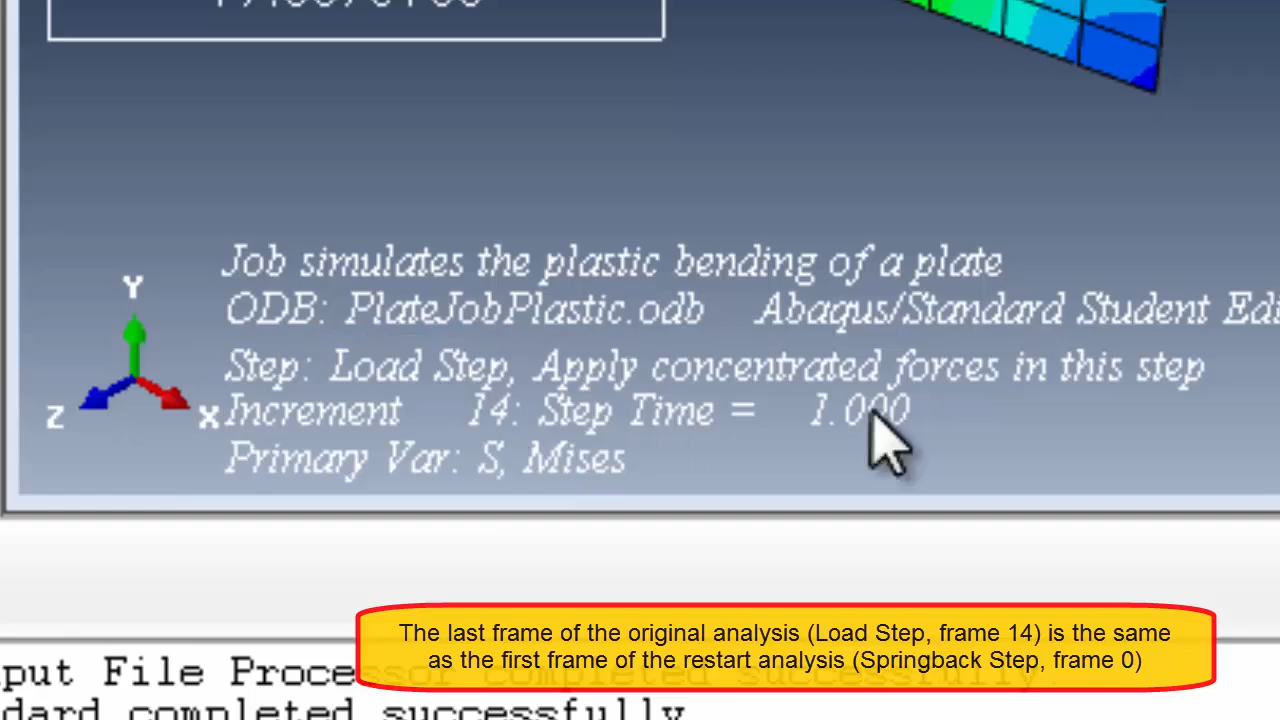 Job simulates the plastic bending of a plate
ODB: PlateJobPlastic.odb Abaqus/Standard Student Edi
Step: Load Step, Apply concentrated forces in this step
Increment 14: Step Time = 1.000
Primary Var: S, Mises
Y
Z
X
The last frame of the original analysis (Load Step, frame 14) is the same
as the first frame of the restart analysis (Springback Step, frame 0)
put File Processor completed successfully
dard completed successfully